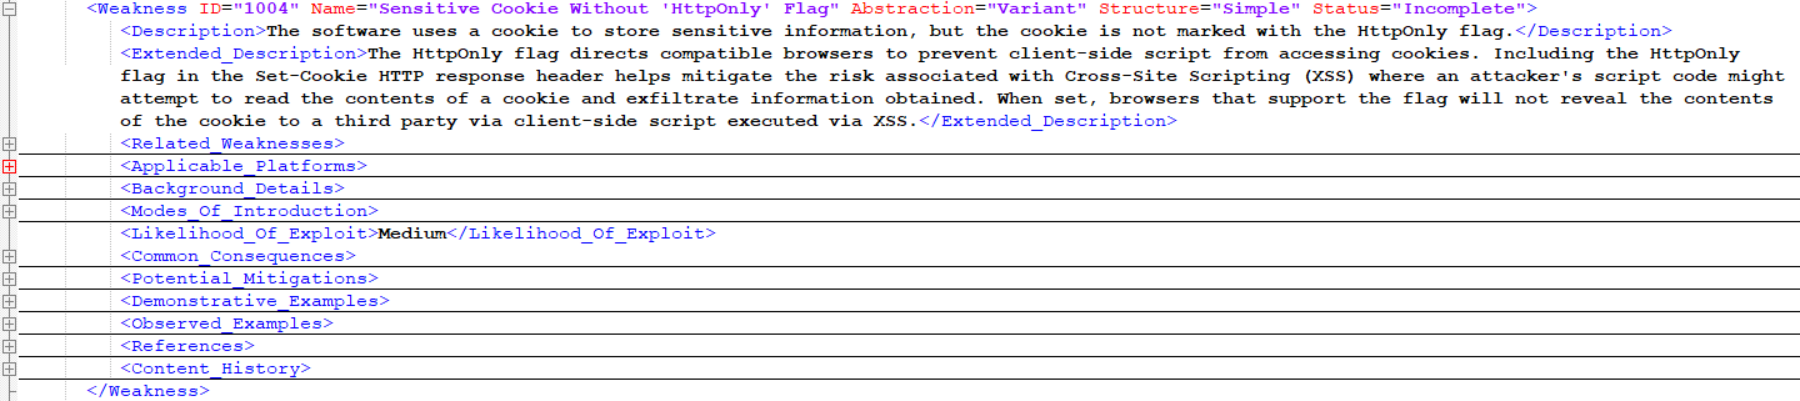 <Weakness ID="1004" Name="Sensitive Cookie Without 'HttpOnly' Flag" Abstraction="Variant" Structure="Simple" Status="Incomplete">
<Description>The software uses a cookie to store sensitive information, but the cookie is not marked with the HttpOnly flag.</Description>
<Extended_Description>The HttpOnly flag directs compatible browsers to prevent client-side script from accessing cookies. Including the HttpOnly
flag in the Set-Cookie HTTP response header helps mitigate the risk associated with Cross-Site Scripting (XSS) where an attacker's script code might
attempt to read the contents of a cookie and exfiltrate information obtained. When set, browsers that support the flag will not reveal the contents
of the cookie to a third party via client-side script executed via XSS.</Extended_Description>
<Related_Weaknesses>
<Applicable_Platforms>
<Background_Details>
<Modes_Of_Introduction>
<Likelihood_Of_Exploit>Medium</Likelihood_Of_Exploit>
<Common_Consequences>
<Potential_Mitigations>
<Demonstrative_Examples>
<Observed_Examples>
<References>
<Content_History>
</Weakness>